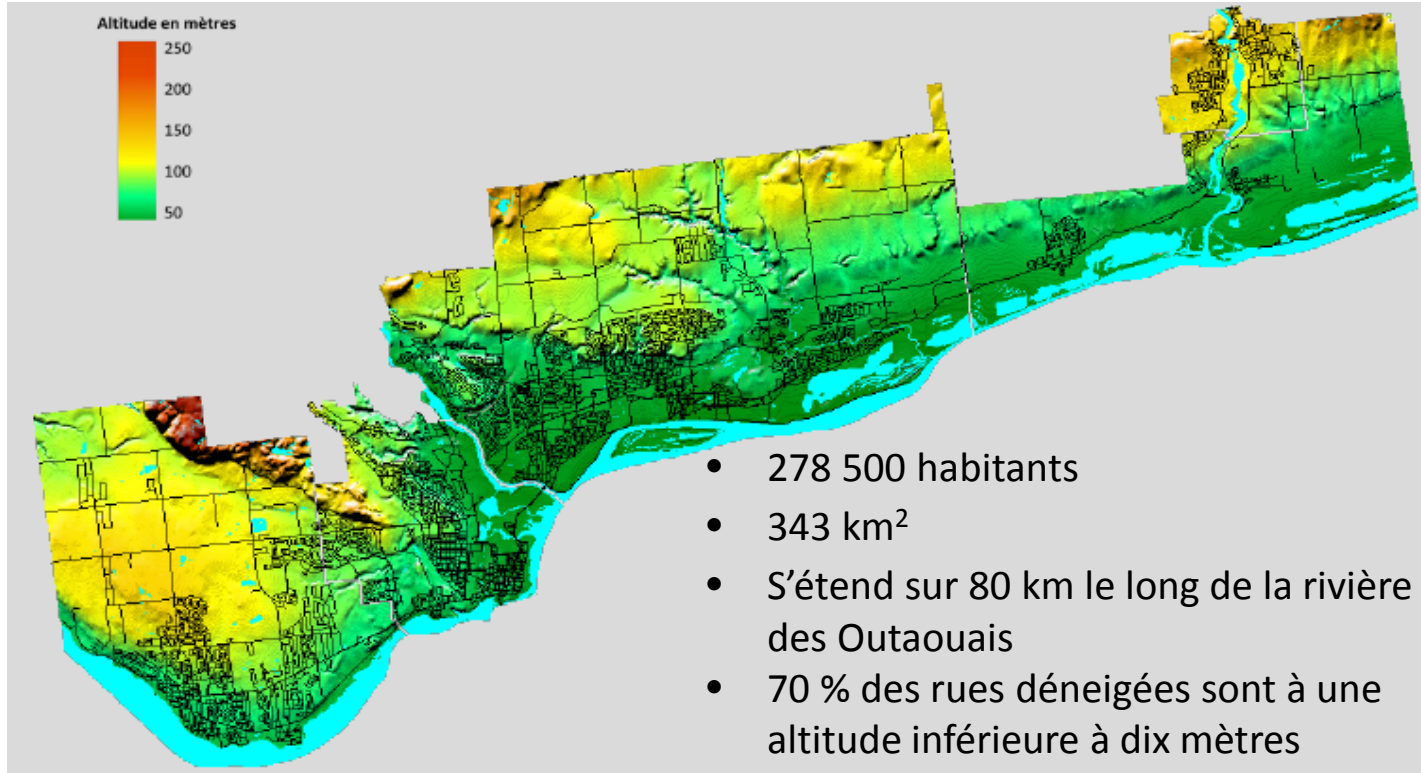 Altitude en mètres
250
200
150
100
50
• 278 500 habitants
• 343 km²
• S’étend sur 80 km le long de la rivière
des Outaouais
• 70 % des rues déneigées sont à une
altitude inférieure à dix mètres